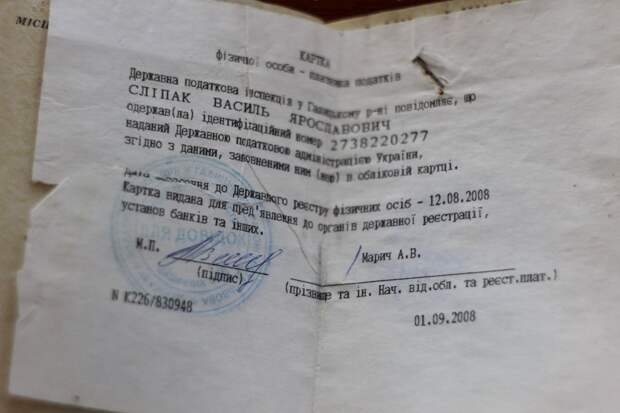 МІСЦ
КАРТКА
фізичної особи - платника податків
Державна податкова інспекція у Галицькому р-ні повідомляє, що
СЛІПАК ВАСИЛЬ ЯРОСЛАВОВИЧ
одержав(ла) ідентифікаційний номер 2738220277
наданий Державною податковою адміністрацією України,
згідно з даними, заповненими ним (нею) в обліковій картці.
до Державного реєстру фізичних осіб - 12.08.2008
Картка видана для пред'явлення до органів державної реєстрації,
установ банків та інших.
ДЛЯ ДОВІДОК
М.П.
Марич А.В.
(підпис)
(прізвище та ін. Нач. від.обл. та реєст.плат.)
N К226/830948
01.09.2008